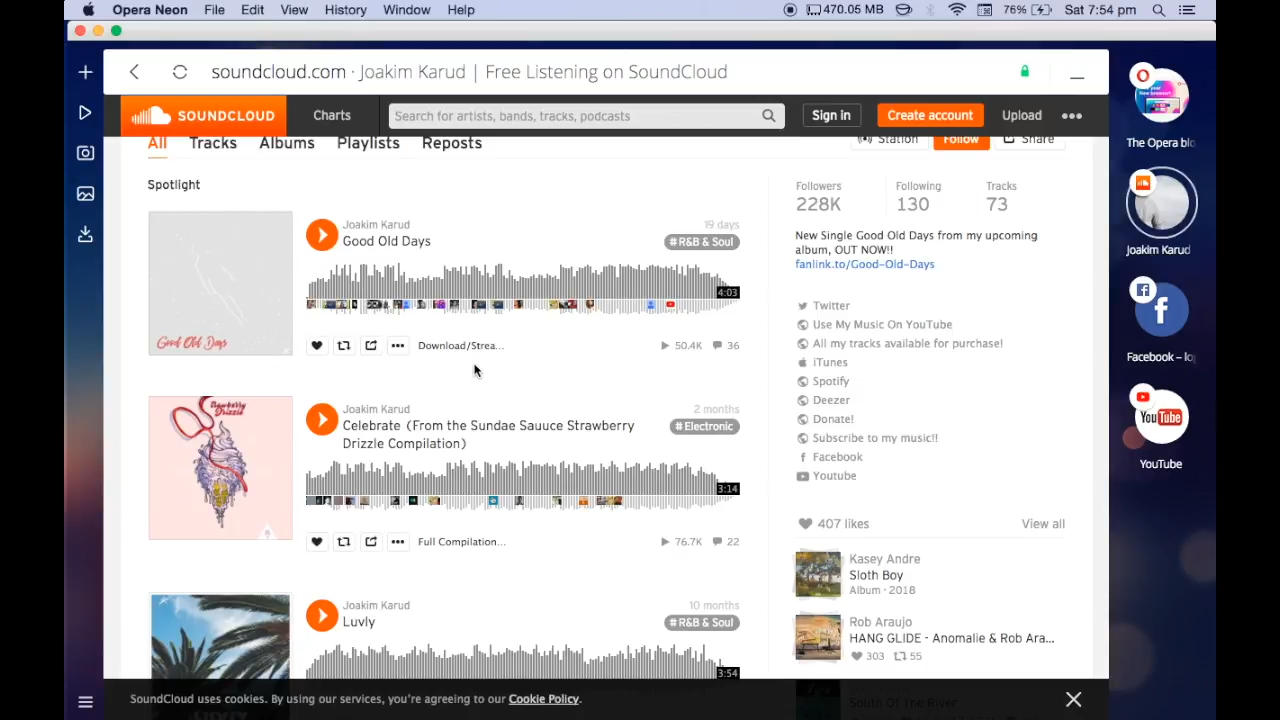 Opera Neon File Edit View History Window Help 470.05 MB 76% Sat 7:54 pm
soundcloud.com · Joakim Karud | Free Listening on SoundCloud
SOUNDCLOUD Charts Search for artists, bands, tracks, podcasts Sign in Create account Upload
All Tracks Albums Playlists Reposts Station Follow Share
Spotlight
Joakim Karud 19 days
Good Old Days # R&B & Soul
4:03
Good Old Days
Download/Strea... 50.4K 36
Joakim Karud 2 months
Celebrate (From the Sundae Sauuce Strawberry # Electronic
Drizzle Compilation)
Strawberry
Drizzle
3:14
Full Compilation... 76.7K 22
Joakim Karud 10 months
Luvly # R&B & Soul
3:54
Followers Following Tracks
228K 130 73
New Single Good Old Days from my upcoming
album, OUT NOW!!
fanlink.to/Good-Old-Days
Twitter
Use My Music On YouTube
All my tracks available for purchase!
iTunes
Spotify
Deezer
Donate!
Subscribe to my music!!
Facebook
Youtube
407 likes View all
Kasey Andre
Sloth Boy
Album · 2018
Rob Araujo
HANG GLIDE - Anomalie & Rob Ara...
303 55
South Of The River
SoundCloud uses cookies. By using our services, you're agreeing to our Cookie Policy.
The Opera blo
Joakim Karud
Facebook – log
You Tube
YouTube